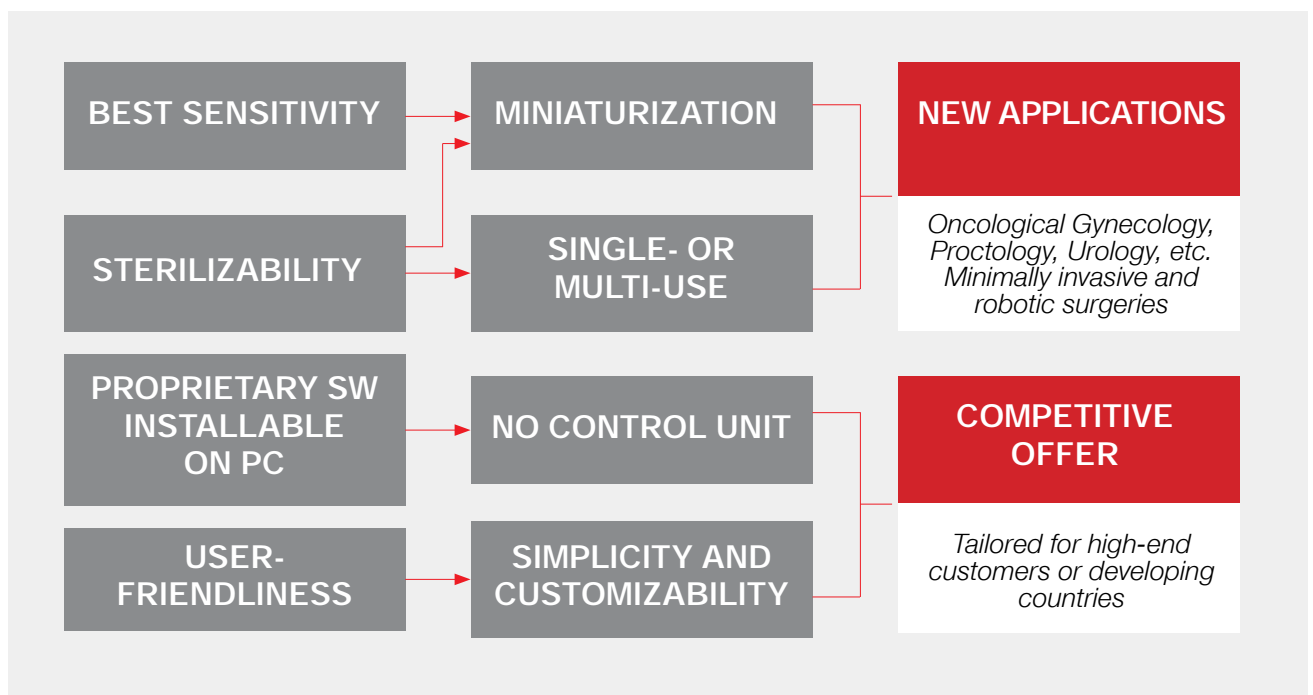 BEST SENSITIVITY
MINIATURIZATION
NEW APPLICATIONS
STERILIZABILITY
SINGLE- OR
MULTI-USE
Oncological Gynecology,
Proctology, Urology, etc.
Minimally invasive and
robotic surgeries
PROPRIETARY SW
INSTALLABLE
ON PC
NO CONTROL UNIT
COMPETITIVE
OFFER
USER-
FRIENDLINESS
SIMPLICITY AND
CUSTOMIZABILITY
Tailored for high-end
customers or developing
countries